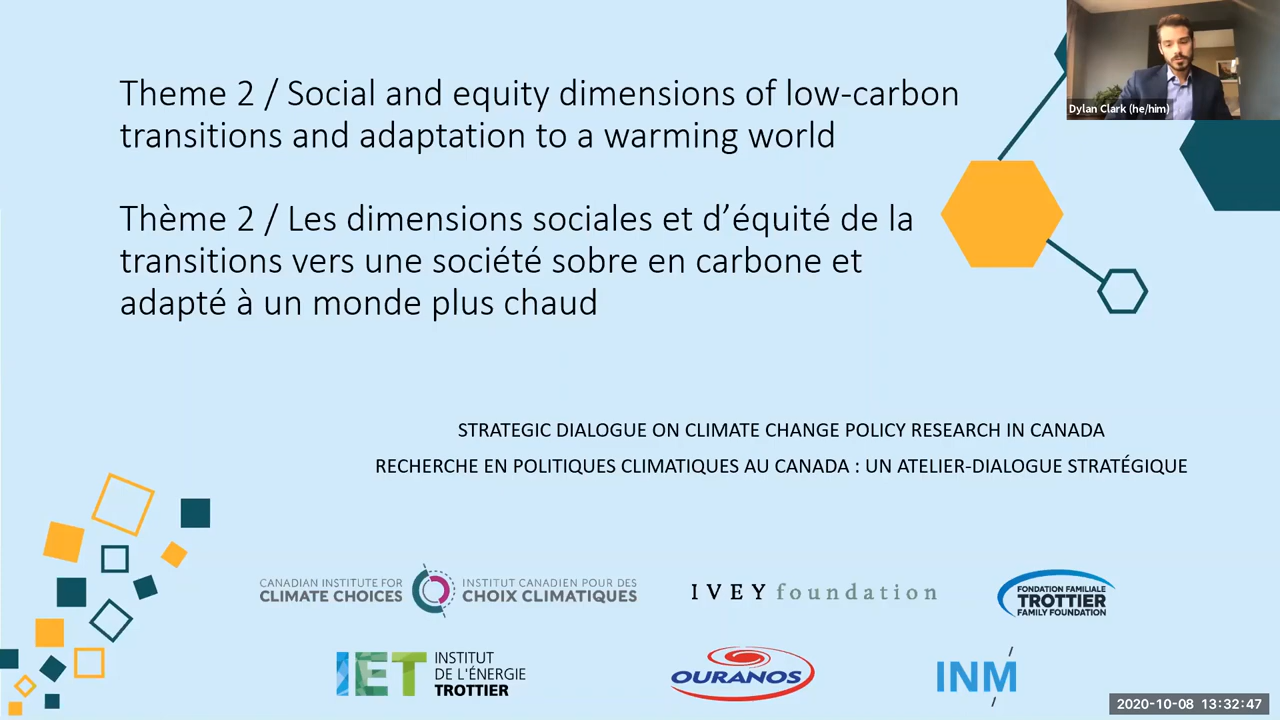 Theme 2 / Social and equity dimensions of low-carbon
transitions and adaptation to a warming world
Dylan Clark (he/him)
Thème 2 / Les dimensions sociales et d’équité de la
transitions vers une société sobre en carbone et
adapté à un monde plus chaud
STRATEGIC DIALOGUE ON CLIMATE CHANGE POLICY RESEARCH IN CANADA
RECHERCHE EN POLITIQUES CLIMATIQUES AU CANADA : UN ATELIER-DIALOGUE STRATÉGIQUE
CANADIAN INSTITUTE FOR
CLIMATE CHOICES
INSTITUT CANADIEN POUR DES
CHOIX CLIMATIQUES
IVEY foundation
FONDATION FAMILIALE
TROTTIER
FAMILY FOUNDATION
IET
INSTITUT
DE L'ÉNERGIE
TROTTIER
OURANOS
INM
2020-10-08 13:32:47